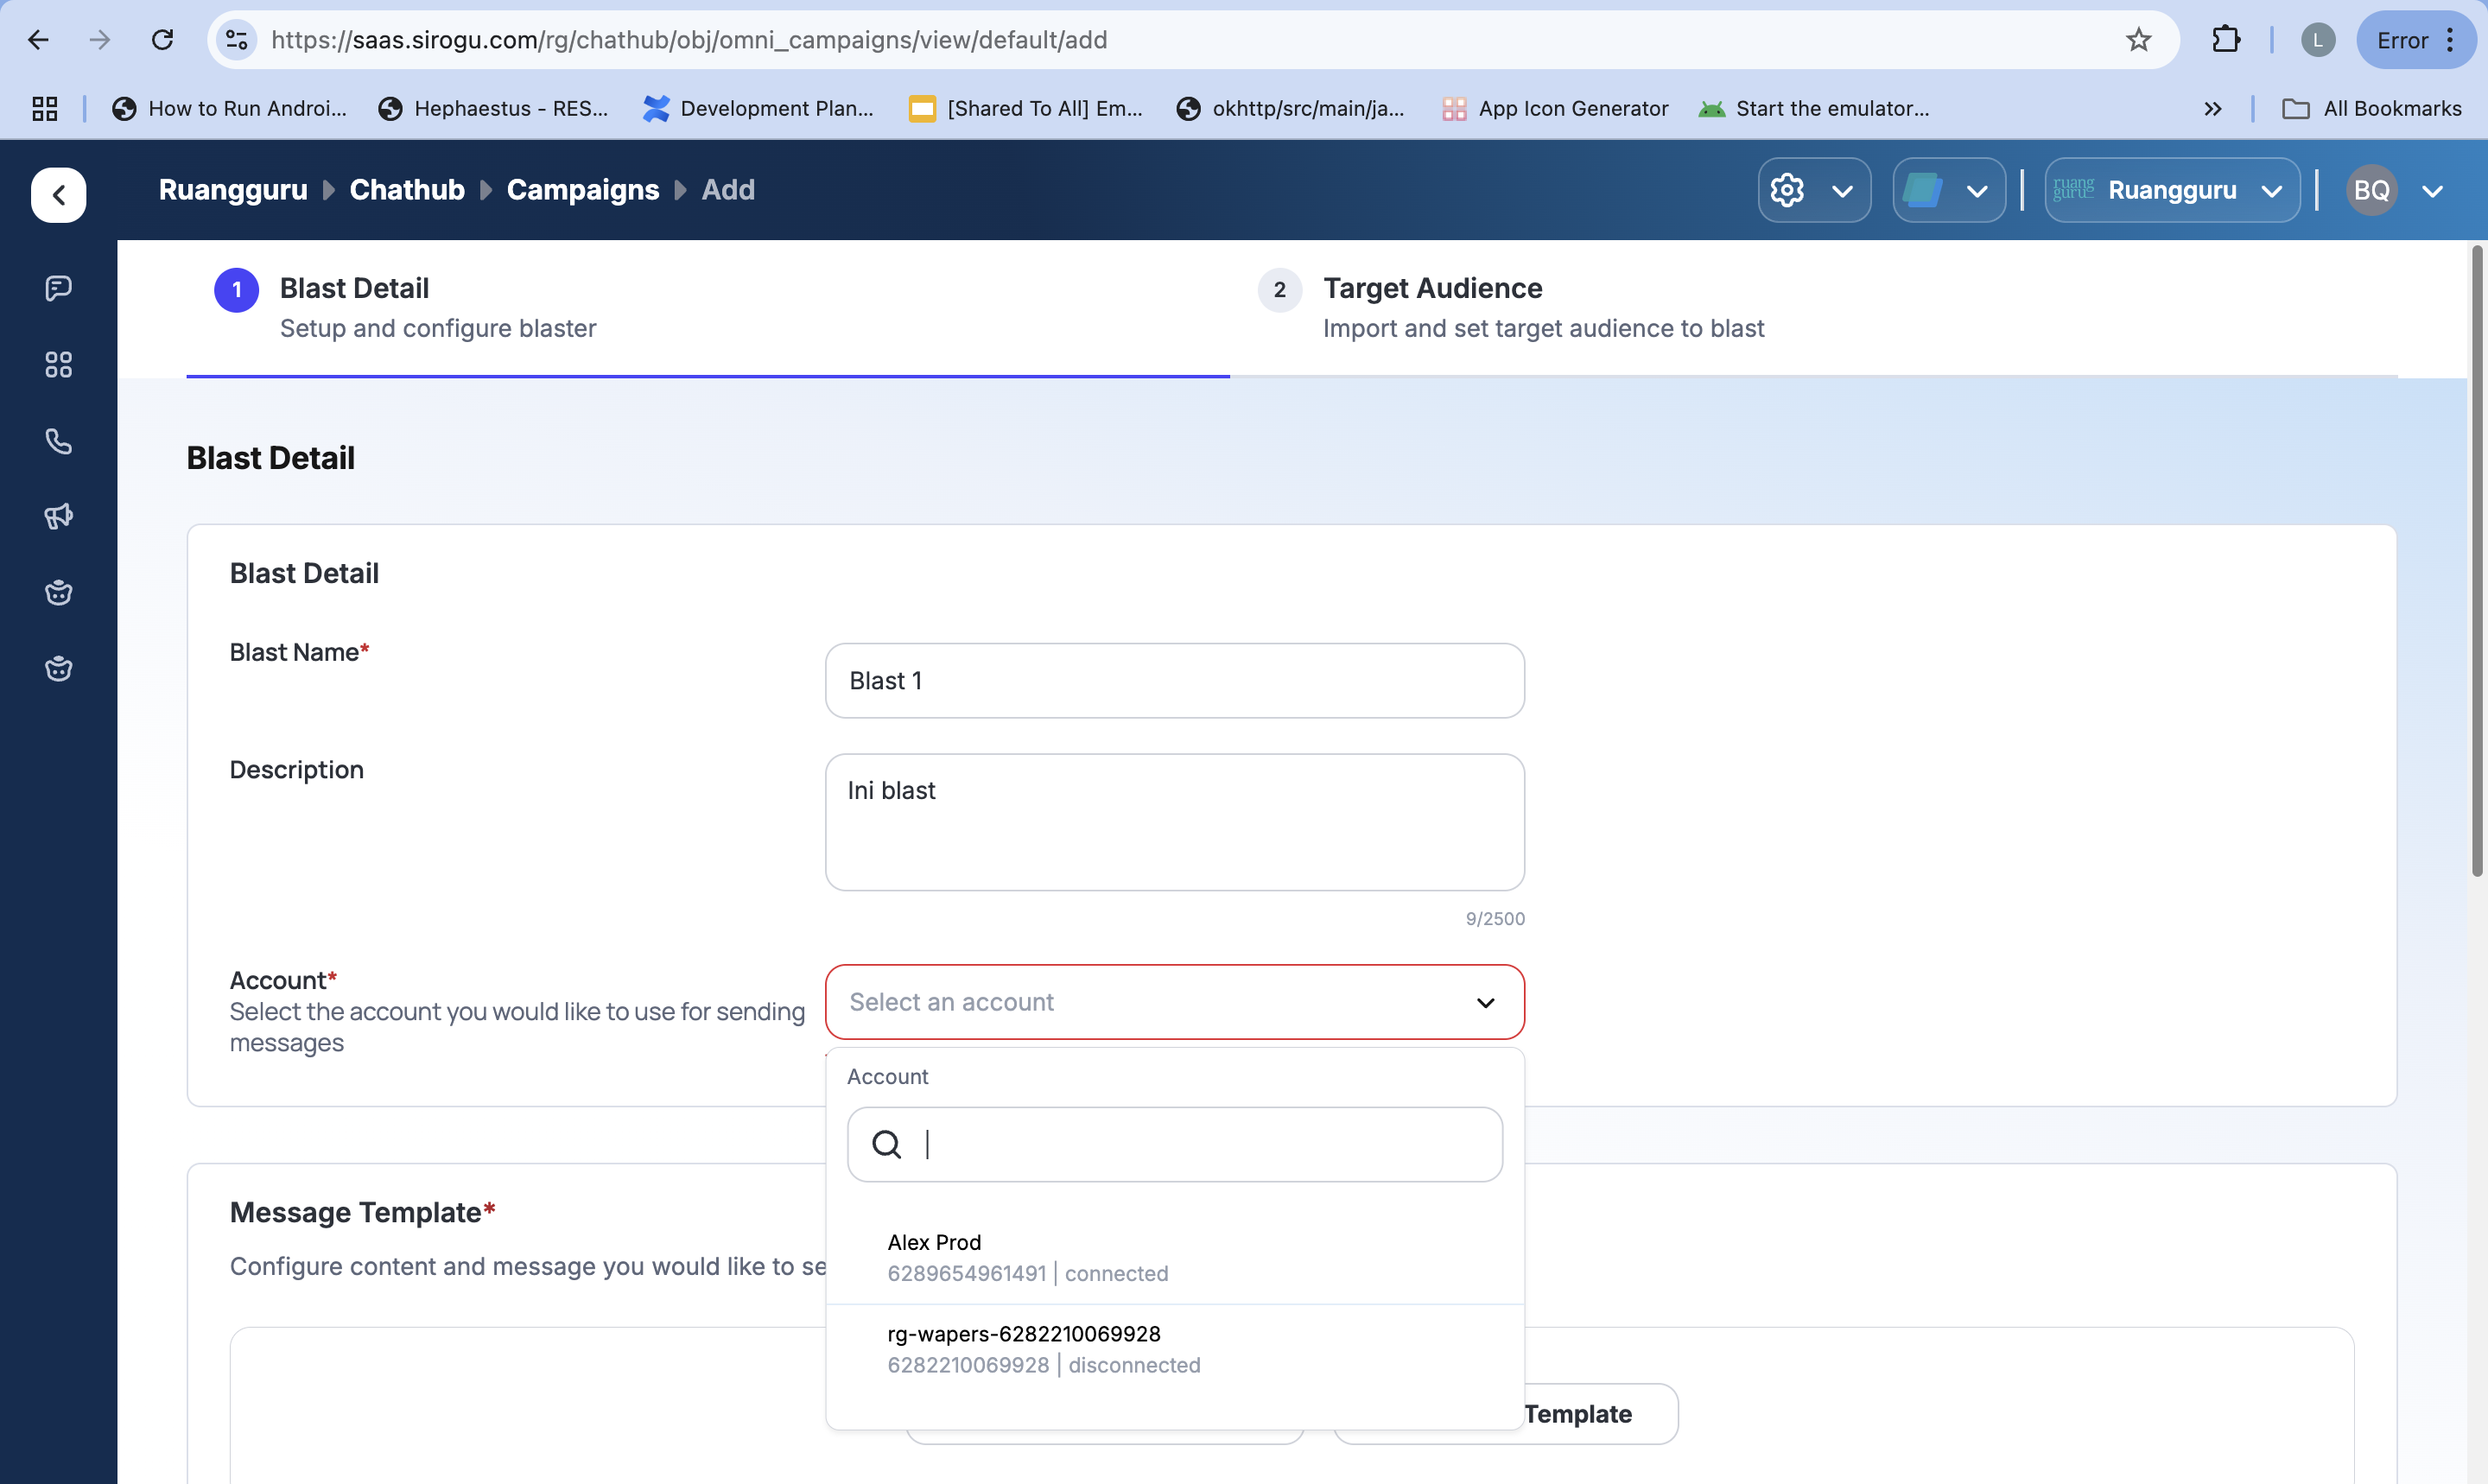 https://saas.sirogu.com/rg/chathub/obj/omni_campaigns/view/default/add
L
Error
How to Run Androi...
Hephaestus - RES...
Development Plan...
[Shared To All] Em...
okhttp/src/main/ja...
App Icon Generator
Start the emulator...
All Bookmarks
Ruangguru
Chathub
Campaigns
Add
ruang
guru
Ruangguru
BQ
1
Blast Detail
Setup and configure blaster
2
Target Audience
Import and set target audience to blast
Blast Detail
Blast Detail
Blast Name*
Blast 1
Description
Ini blast
9/2500
Account*
Select the account you would like to use for sending
messages
Select an account
Account
Alex Prod
6289654961491 | connected
rg-wapers-6282210069928
6282210069928 | disconnected
Message Template*
Configure content and message you would like to se
Template